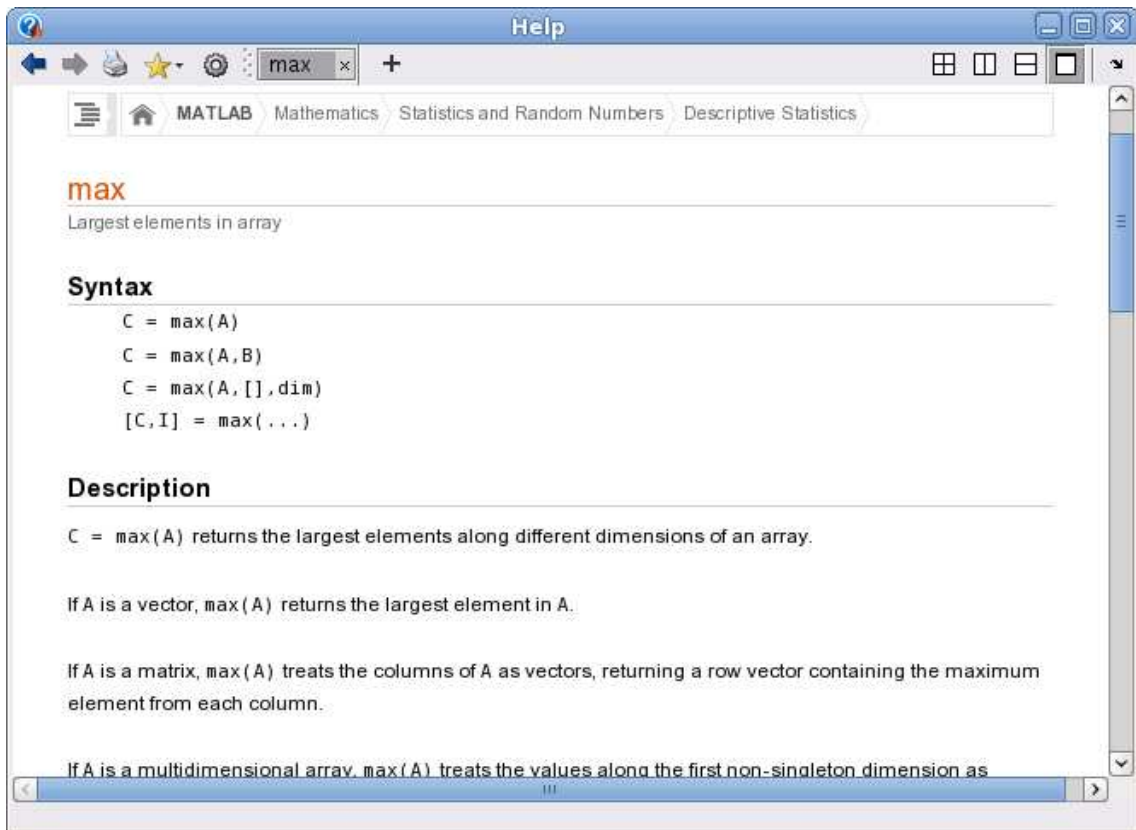 Help
max
MATLAB Mathematics Statistics and Random Numbers Descriptive Statistics
max
Largest elements in array
Syntax
C = max(A)
C = max(A,B)
C = max(A,[],dim)
[C,I] = max(...)
Description
C = max(A) returns the largest elements along different dimensions of an array.
If A is a vector, max(A) returns the largest element in A.
If A is a matrix, max(A) treats the columns of A as vectors, returning a row vector containing the maximum
element from each column.
If A is a multidimensional array, max(A) treats the values along the first non-singleton dimension as